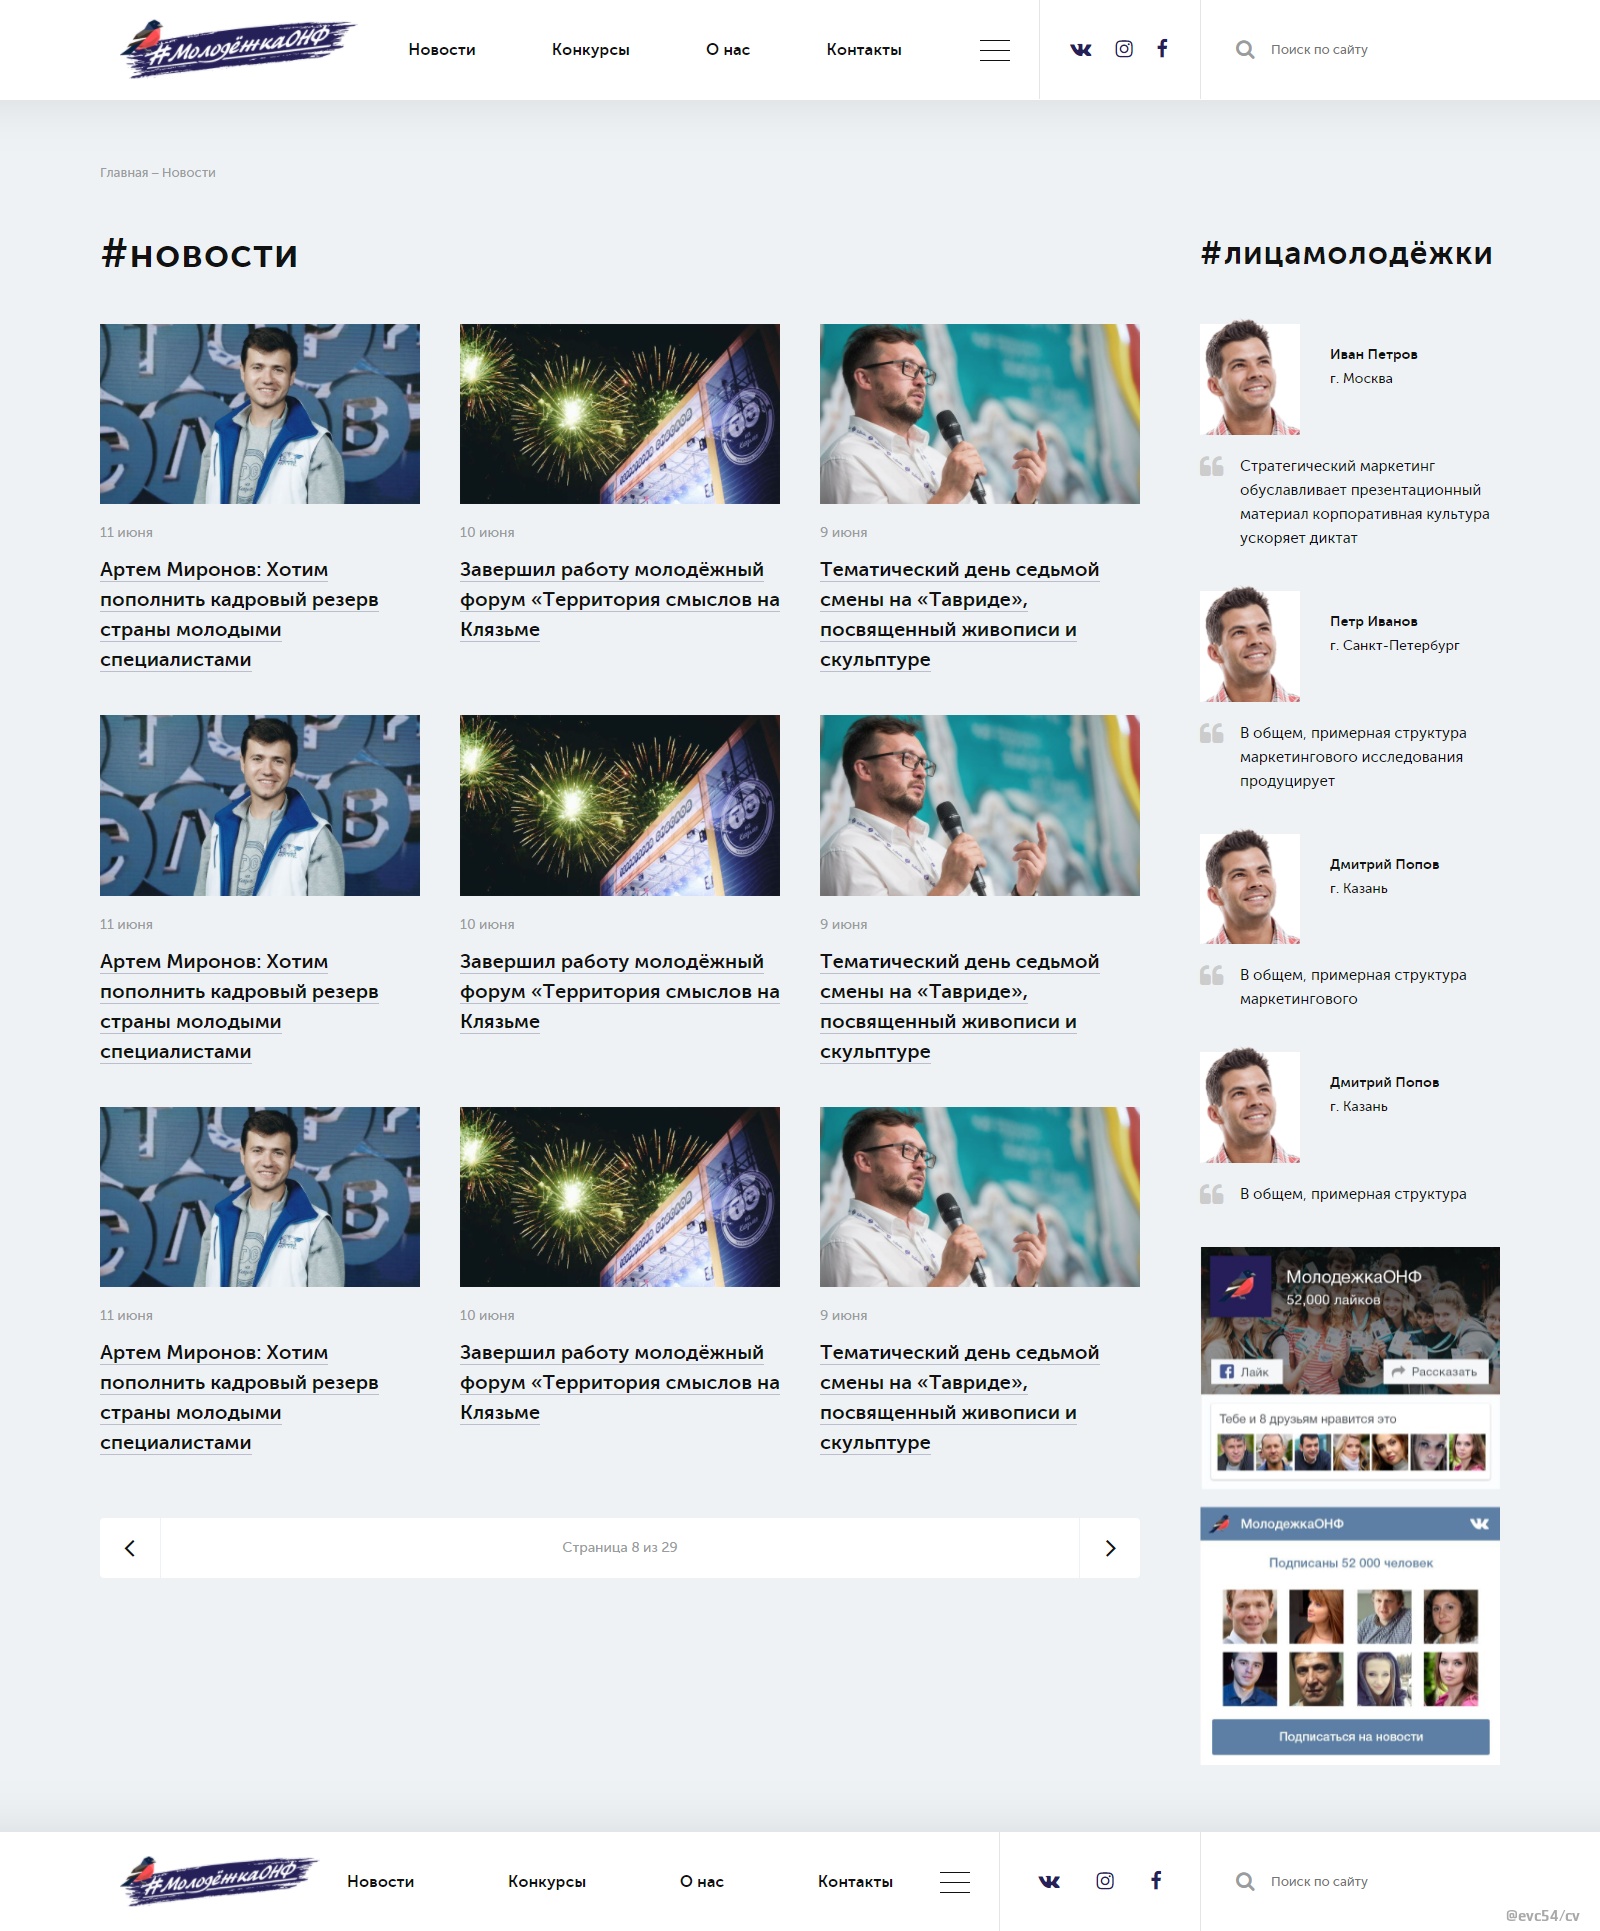 #МолодёжкаОНФ
Новости
Конкурсы
О нас
Контакты
Поиск по сайту
Главная – Новости
#новости
11 июня
Артем Миронов: Хотим
пополнить кадровый резерв
страны молодыми
специалистами
10 июня
Завершил работу молодёжный
форум «Территория смыслов на
Клязьме
9 июня
Тематический день седьмой
смены на «Тавриде»,
посвященный живописи и
скульптуре
11 июня
Артем Миронов: Хотим
пополнить кадровый резерв
страны молодыми
специалистами
10 июня
Завершил работу молодёжный
форум «Территория смыслов на
Клязьме
9 июня
Тематический день седьмой
смены на «Тавриде»,
посвященный живописи и
скульптуре
11 июня
Артем Миронов: Хотим
пополнить кадровый резерв
страны молодыми
специалистами
10 июня
Завершил работу молодёжный
форум «Территория смыслов на
Клязьме
9 июня
Тематический день седьмой
смены на «Тавриде»,
посвященный живописи и
скульптуре
Страница 8 из 29
#лицамолодёжки
Иван Петров
г. Москва
Стратегический маркетинг
обуславливает презентационный
материал корпоративная культура
ускоряет диктат
Петр Иванов
г. Санкт-Петербург
В общем, примерная структура
маркетингового исследования
продуцирует
Дмитрий Попов
г. Казань
В общем, примерная структура
маркетингового
Дмитрий Попов
г. Казань
В общем, примерная структура
МолодежкаОНФ
52,000 лайков
Лайк
Рассказать
Тебе и 8 друзьям нравится это
МолодежкаОНФ
Подписаны 52 000 человек
Подписаться на новости
#МолодёжкаОНФ
Новости
Конкурсы
О нас
Контакты
Поиск по сайту
@evc54/cv